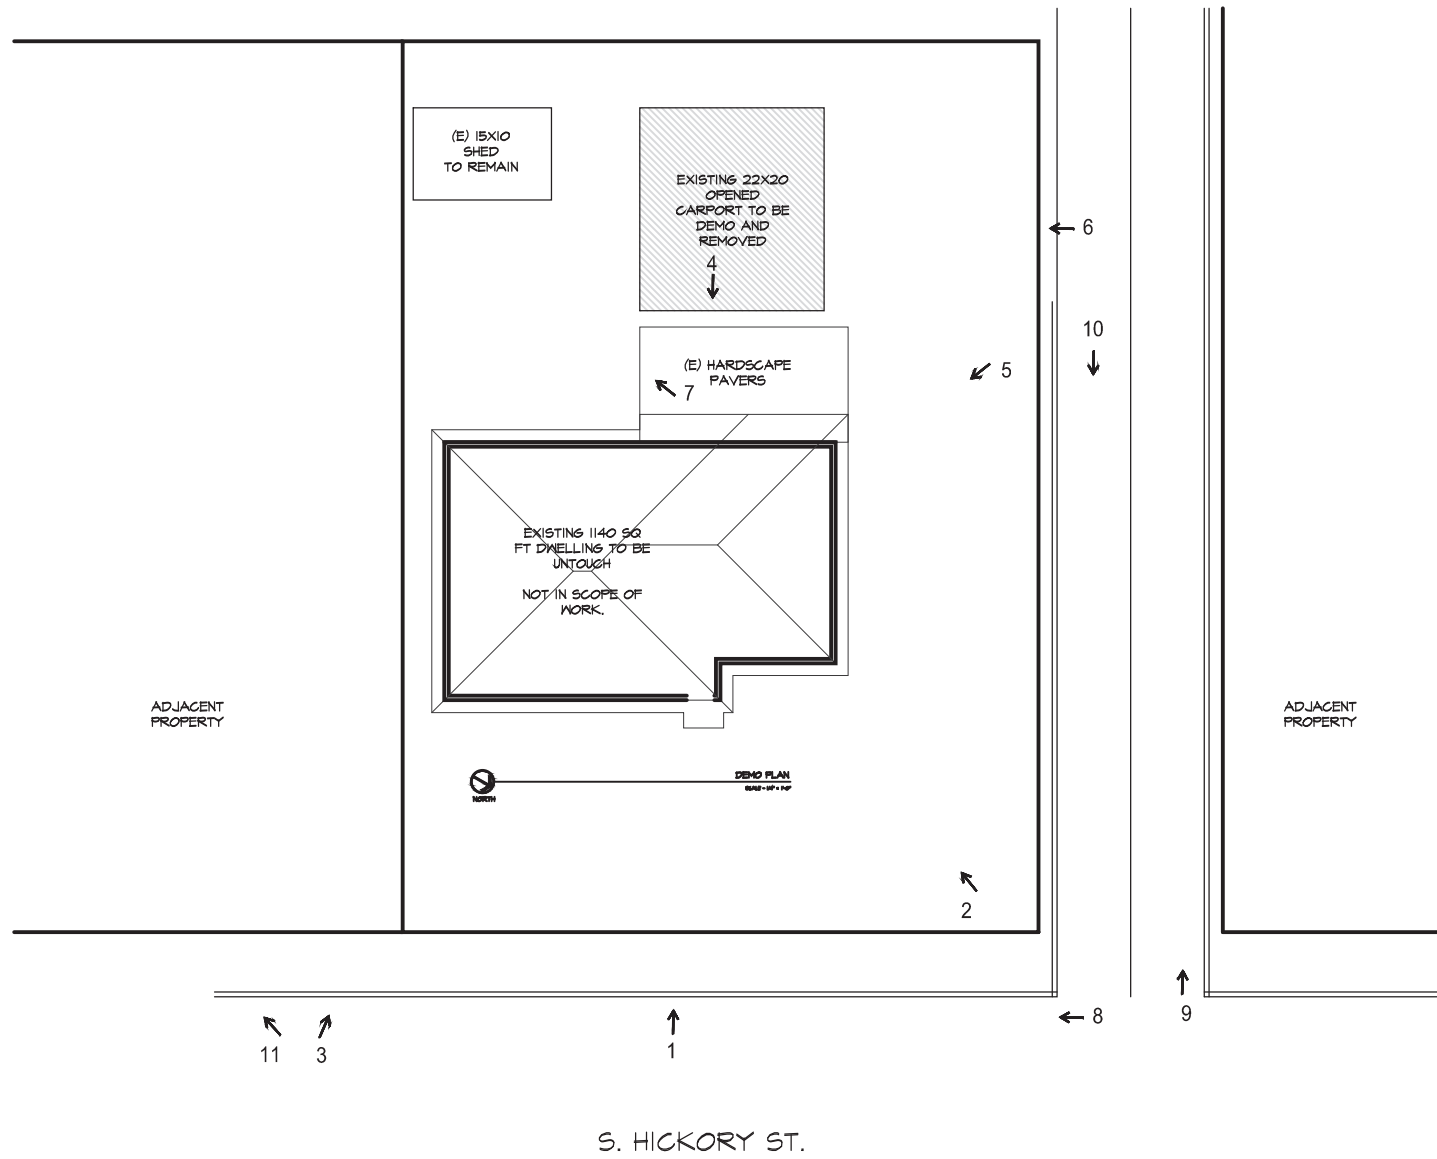 (E) 15X10
SHED
TO REMAIN
EXISTING 22X20
OPENED
CARPORT TO BE
DEMO AND
REMOVED
4
6
10
5
(E) HARDSCAPE
PAVERS
7
EXISTING 1140 SQ
FT DWELLING TO BE
UNTOUCH
NOT IN SCOPE OF
WORK.
ADJACENT
PROPERTY
ADJACENT
PROPERTY
DEMO PLAN
NORTH
2
8
9
11
3
1
S. HICKORY ST.